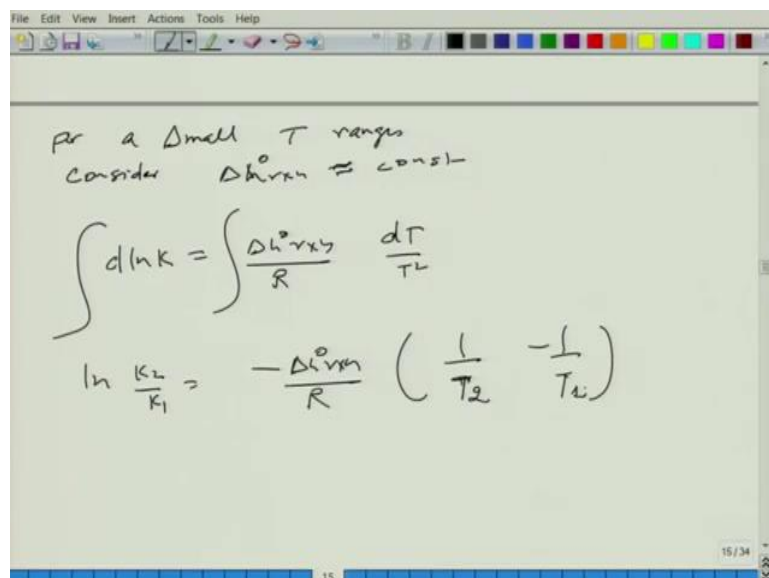 File Edit View Insert Actions Tools Help
for a small T ranges
consider Δh°rxn ≈ const
∫ d ln K = ∫ Δh°rxn / R dT / T²
ln K₂/K₁ = -Δh°rxn / R ( 1/T₂ - 1/T₁ )
15/34
15